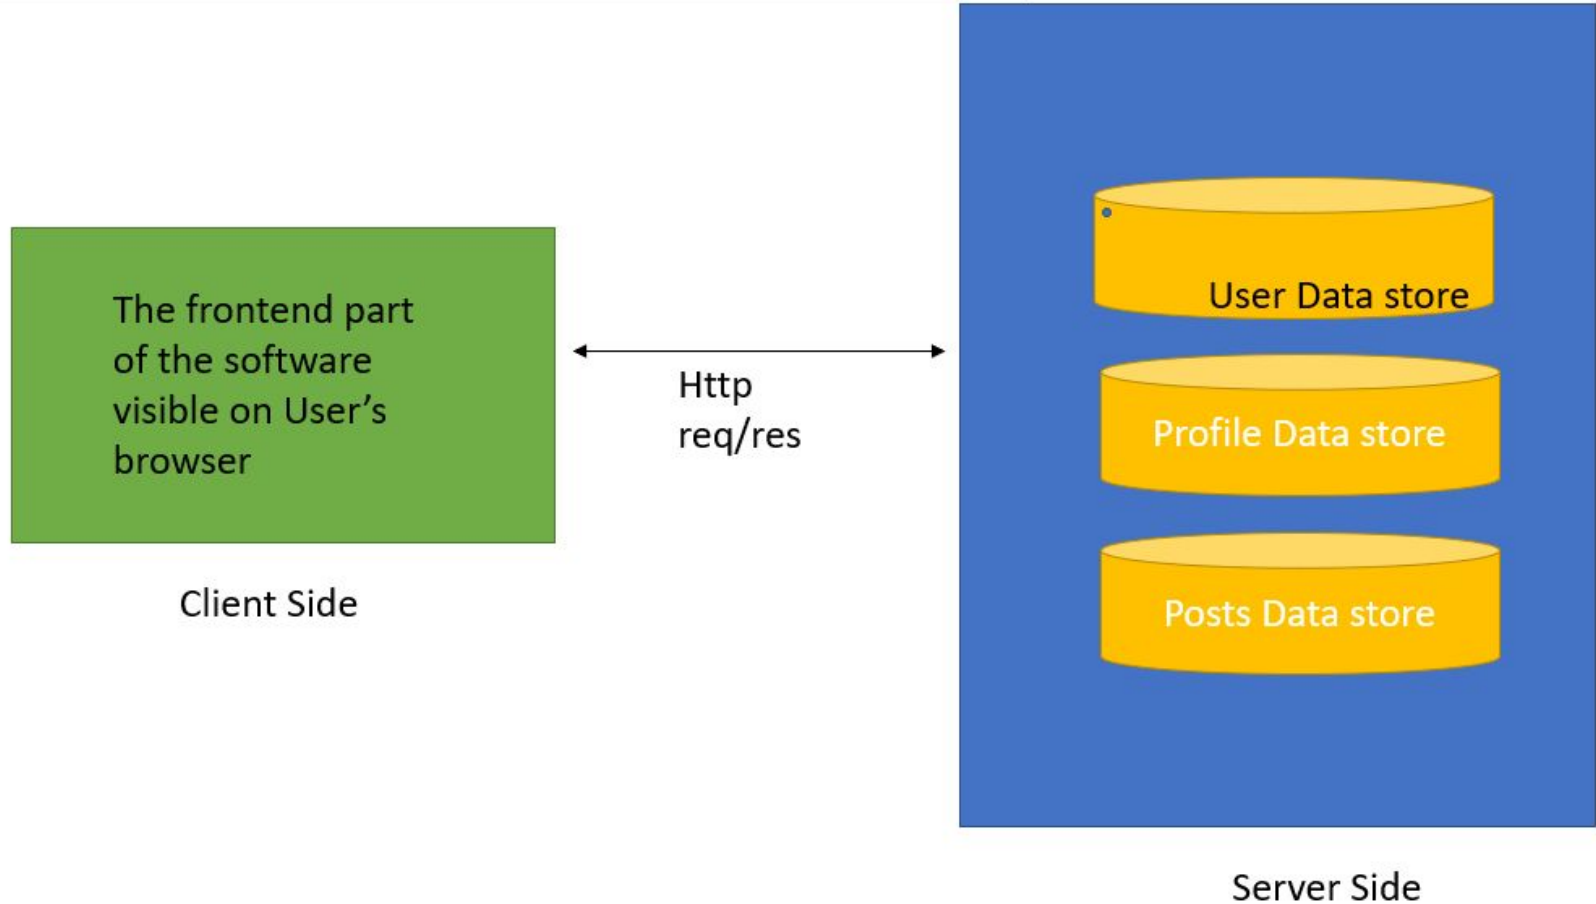 The frontend part
of the software
visible on User’s
browser
Client Side
Http
req/res
User Data store
Profile Data store
Posts Data store
Server Side